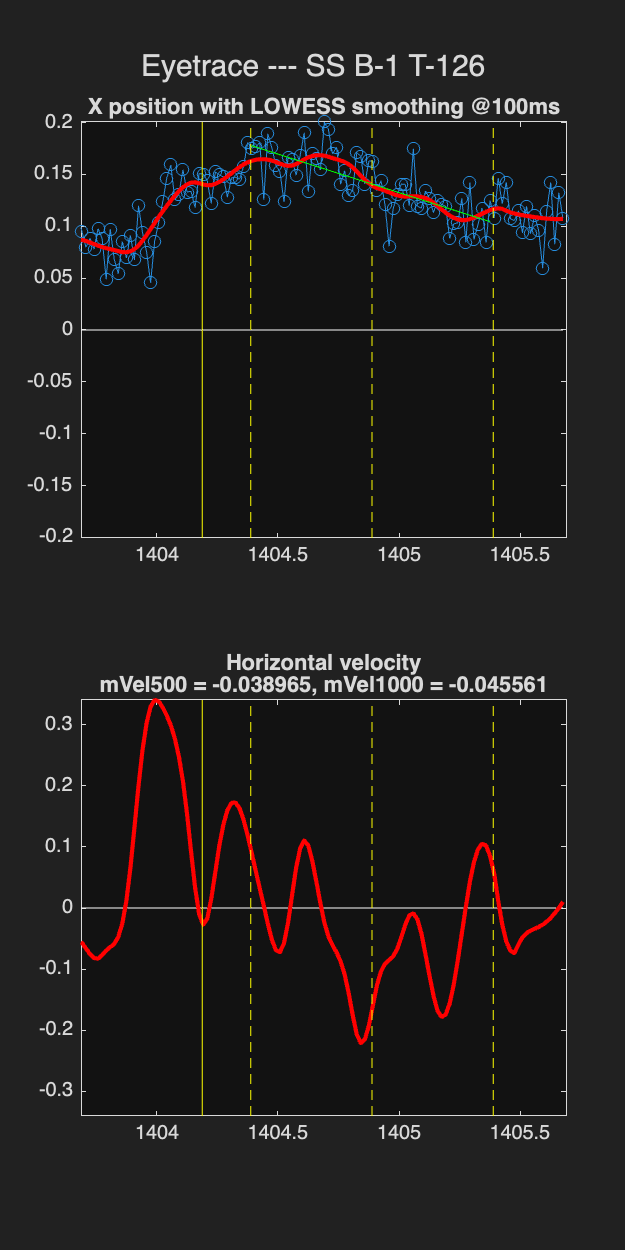 Eyetrace --- SS B-1 T-126
X position with LOWESS smoothing @100ms
0.2
0.15
0.1
0.05
0
-0.05
-0.1
-0.15
-0.2
1404 1404.5 1405 1405.5
Horizontal velocity
mVel500 = -0.038965, mVel1000 = -0.045561
0.3
0.2
0.1
0
-0.1
-0.2
-0.3
1404 1404.5 1405 1405.5